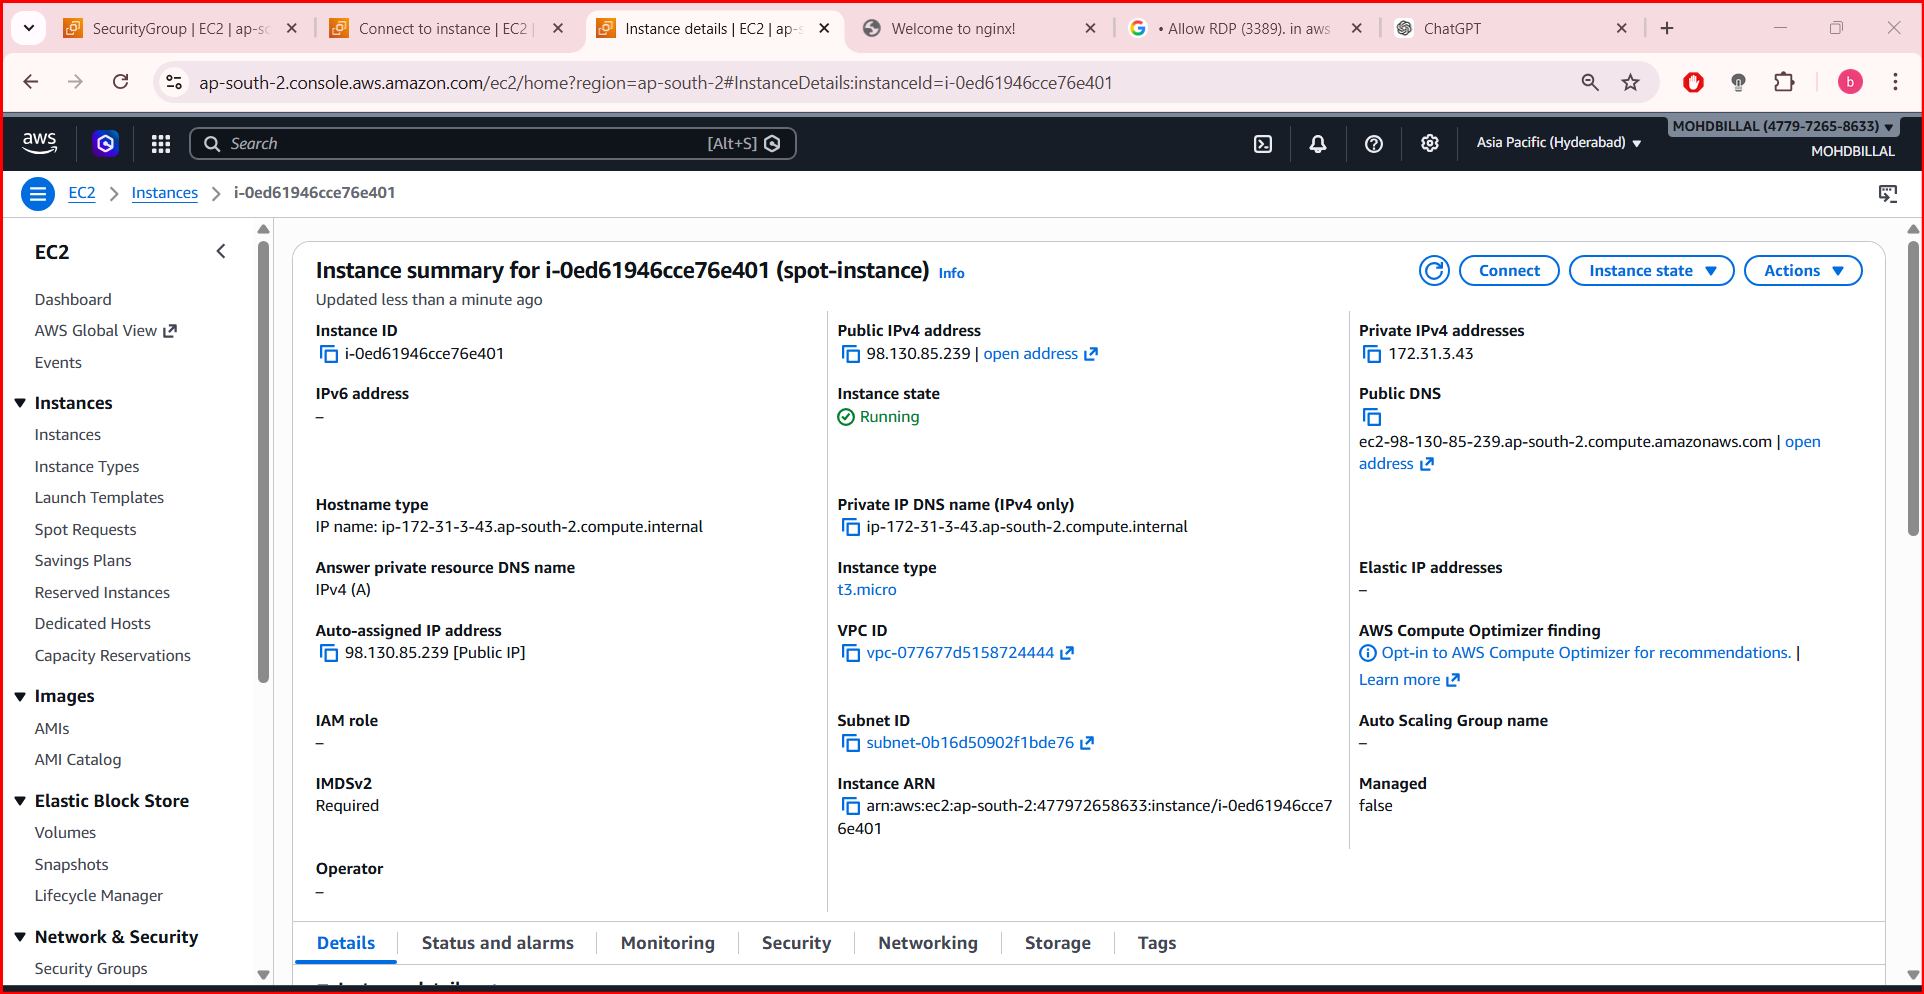 SecurityGroup | EC2 | ap-sc
Connect to instance | EC2 |
Instance details | EC2 | ap-s
Welcome to nginx!
• Allow RDP (3389). in aws
ChatGPT
ap-south-2.console.aws.amazon.com/ec2/home?region=ap-south-2#InstanceDetails:instanceId=i-0ed61946cce76e401
b
aws
Search
[Alt+S]
Asia Pacific (Hyderabad)
MOHDBILLAL (4779-7265-8633)
MOHDBILLAL
EC2
Instances
i-0ed61946cce76e401
EC2
Dashboard
AWS Global View
Events
Instances
Instances
Instance Types
Launch Templates
Spot Requests
Savings Plans
Reserved Instances
Dedicated Hosts
Capacity Reservations
Images
AMIs
AMI Catalog
Elastic Block Store
Volumes
Snapshots
Lifecycle Manager
Network & Security
Security Groups
Instance summary for i-0ed61946cce76e401 (spot-instance) Info
Updated less than a minute ago
Connect
Instance state
Actions
Instance ID
i-0ed61946cce76e401
Public IPv4 address
98.130.85.239 | open address
Private IPv4 addresses
172.31.3.43
IPv6 address
–
Instance state
Running
Public DNS
ec2-98-130-85-239.ap-south-2.compute.amazonaws.com | open
address
Hostname type
IP name: ip-172-31-3-43.ap-south-2.compute.internal
Private IP DNS name (IPv4 only)
ip-172-31-3-43.ap-south-2.compute.internal
Answer private resource DNS name
IPv4 (A)
Instance type
t3.micro
Elastic IP addresses
–
Auto-assigned IP address
98.130.85.239 [Public IP]
VPC ID
vpc-077677d5158724444
AWS Compute Optimizer finding
Opt-in to AWS Compute Optimizer for recommendations. |
Learn more
IAM role
–
Subnet ID
subnet-0b16d50902f1bde76
Auto Scaling Group name
–
IMDSv2
Required
Instance ARN
arn:aws:ec2:ap-south-2:477972658633:instance/i-0ed61946cce7
6e401
Managed
false
Operator
–
Details
Status and alarms
Monitoring
Security
Networking
Storage
Tags